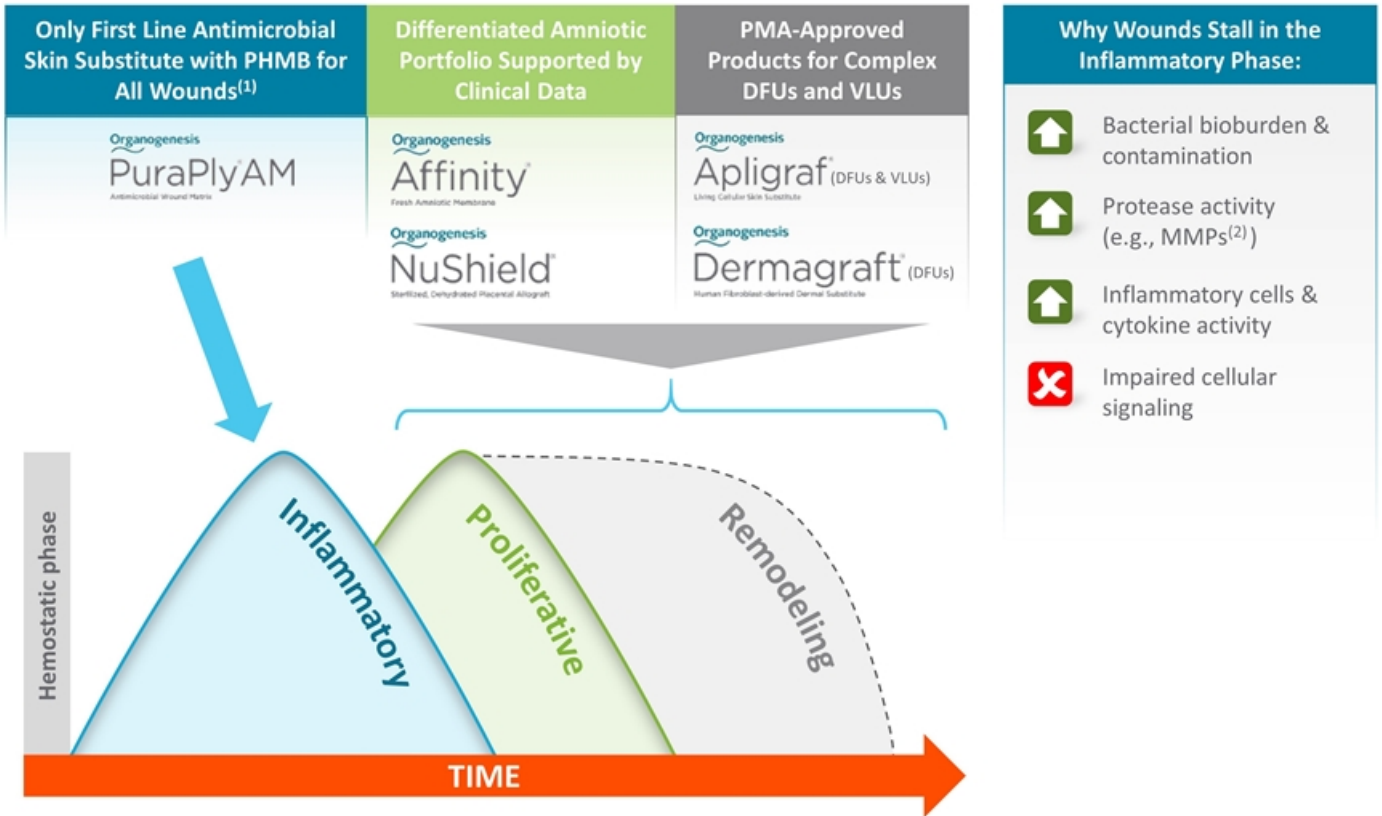 Only First Line Antimicrobial
Skin Substitute with PHMB for
All Wounds(1)
Organogenesis
PuraPly®AM
Antimicrobial Wound Matrix
Differentiated Amniotic
Portfolio Supported by
Clinical Data
Organogenesis
Affinity®
Fresh Amniotic Membrane
Organogenesis
NuShield®
Sterilized, Dehydrated Placental Allograft
PMA-Approved
Products for Complex
DFUs and VLUs
Organogenesis
Apligraf® (DFUs & VLUs)
Living Cellular Skin Substitute
Organogenesis
Dermagraft® (DFUs)
Human Fibroblast-derived Dermal Substitute
Why Wounds Stall in the
Inflammatory Phase:
Bacterial bioburden &
contamination
Protease activity
(e.g., MMPs(2))
Inflammatory cells &
cytokine activity
Impaired cellular
signaling
Hemostatic phase
Inflammatory
Proliferative
Remodeling
TIME